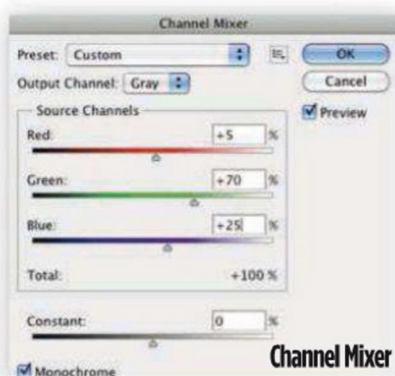 Channel Mixer
Preset: Custom
OK
Output Channel: Gray
Cancel
Source Channels
Preview
Red: +5 %
Green: +70 %
Blue: +25 %
Total: +100 %
Constant: 0 %
Monochrome
Channel Mixer